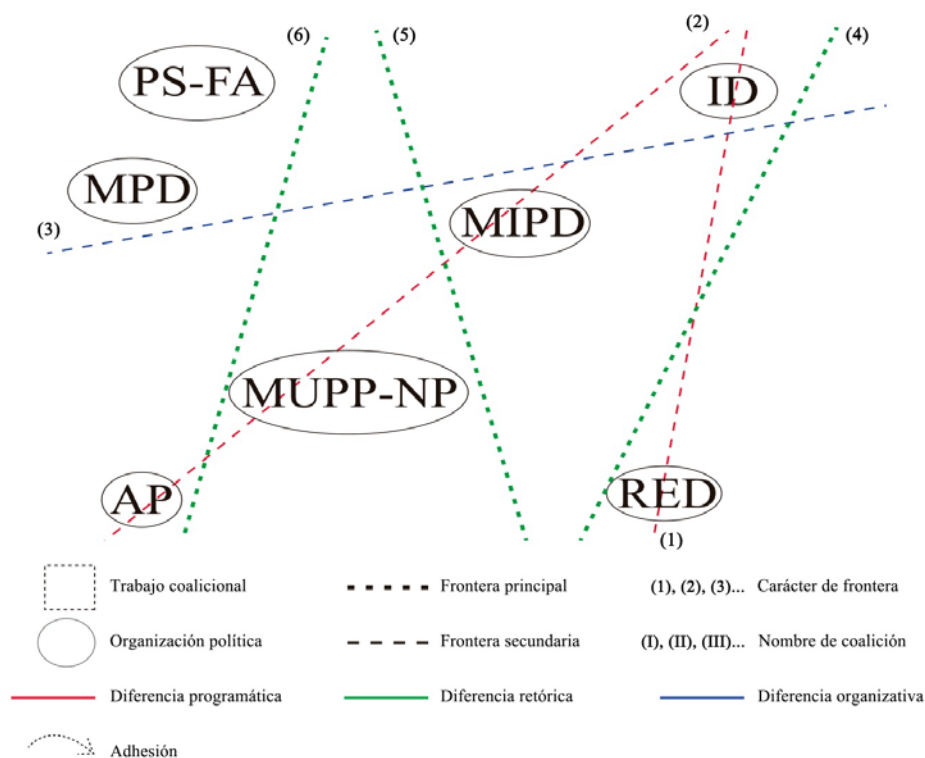 (6)
(5)
(2)
(4)
PS-FA
ID
MPD
(3)
MIPD
MUPP-NP
AP
RED
(1)
Trabajo coalicional
Frontera principal
(1), (2), (3)... Carácter de frontera
Organización política
Frontera secundaria
(I), (II), (III)... Nombre de coalición
Diferencia programática
Diferencia retórica
Diferencia organizativa
Adhesión